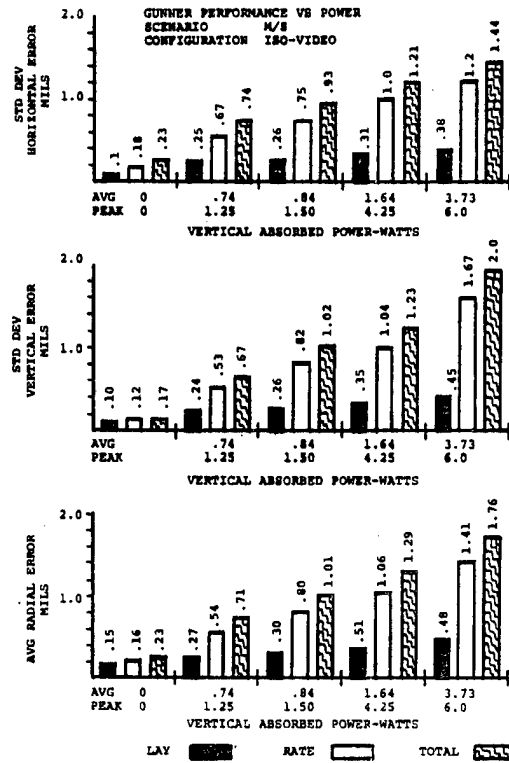 GUNNER PERFORMANCE VS POWER
SCENARIO M/S
CONFIGURATION ISO-VIDEO
STD DEV
HORIZONTAL ERROR
MILS
2.0
1.0
.1 .18 .23 .25 .67 .74 .26 .75 .93 .31 1.0 1.21 .38 1.2 1.44
AVG 0 .74 .84 1.64 3.73
PEAK 0 1.25 1.50 4.25 6.0
VERTICAL ABSORBED POWER-WATTS
STD DEV
VERTICAL ERROR
MILS
2.0
1.0
.10 .12 .17 .24 .53 .67 .26 .82 1.02 .35 1.04 1.23 .45 1.67 2.0
AVG .74 .84 1.64 3.73
PEAK 1.25 1.50 4.25 6.0
VERTICAL ABSORBED POWER-WATTS
AVG RADIAL ERROR
MILS
2.0
1.0
.15 .16 .23 .27 .54 .71 .30 .80 1.01 .51 1.06 1.29 .48 1.41 1.76
AVG 0 .74 .84 1.64 3.73
PEAK 0 1.25 1.50 4.25 6.0
VERTICAL ABSORBED POWER-WATTS
LAY RATE TOTAL